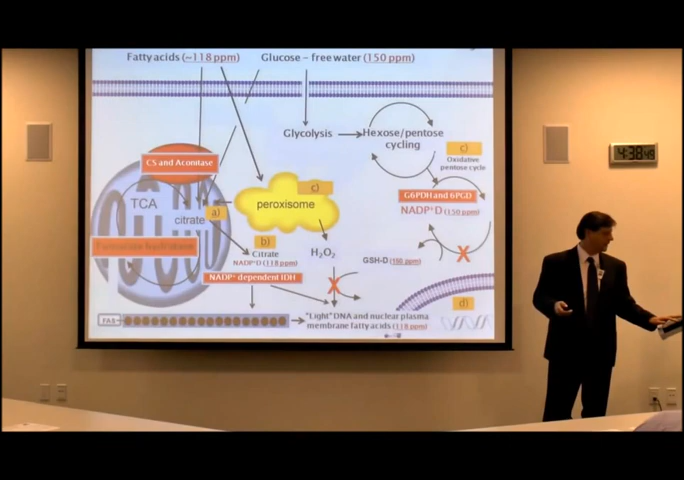 Fatty acids (~118 ppm)
Glucose – free water (150 ppm)
Glycolysis
Hexose/pentose
cycling
c)
Oxidative
pentose cycle
CS and Aconitase
TCA
citrate
a)
c)
peroxisome
G6PDH and 6PGD
NADP⁺D (150 ppm)
b)
Citrate
NADP⁺D (118 ppm)
H₂O₂
X
GSH-D (150 ppm)
NADP⁺ dependent IDH
X
d)
FAS
"Light" DNA and nuclear plasma
membrane fatty acids (118 ppm)
4:38:49